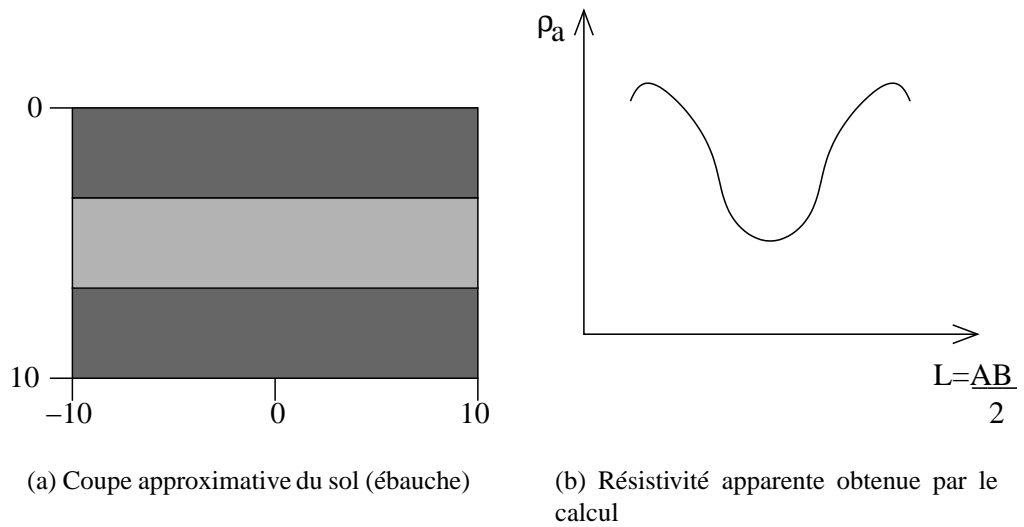 0
10
–10
0
10
(a) Coupe approximative du sol (ébauche)
ρa
L=AB
2
(b) Résistivité apparente obtenue par le
calcul